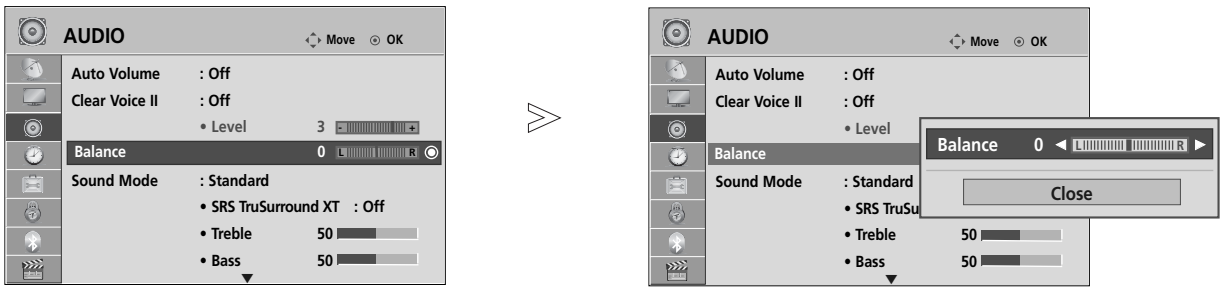 AUDIO
Move OK
Auto Volume : Off
Clear Voice II : Off
• Level 3 - +
Balance 0 L R
Sound Mode : Standard
• SRS TruSurround XT : Off
• Treble 50
• Bass 50
AUDIO
Move OK
Auto Volume : Off
Clear Voice II : Off
• Level
Balance
Sound Mode : Standard
• SRS TruSu
• Treble 50
• Bass 50
Balance 0 L R
Close